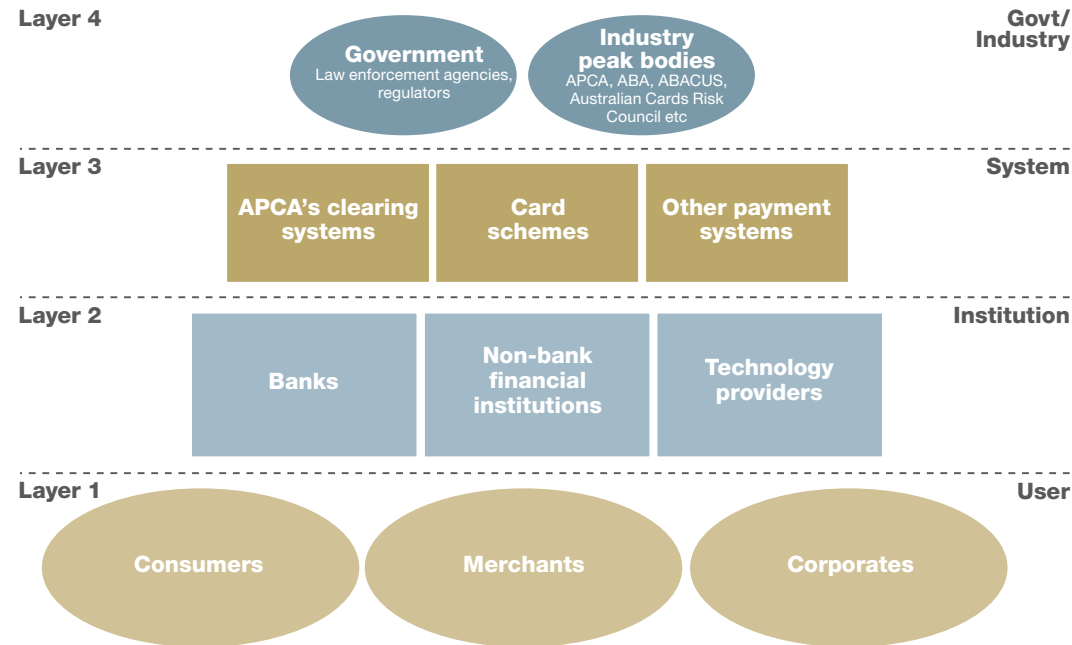 Layer 4
Govt/
Industry
Government
Law enforcement agencies,
regulators
Industry
peak bodies
APCA, ABA, ABACUS,
Australian Cards Risk
Council etc
Layer 3
System
APCA’s clearing
systems
Card
schemes
Other payment
systems
Layer 2
Institution
Banks
Non-bank
financial
institutions
Technology
providers
Layer 1
User
Consumers
Merchants
Corporates